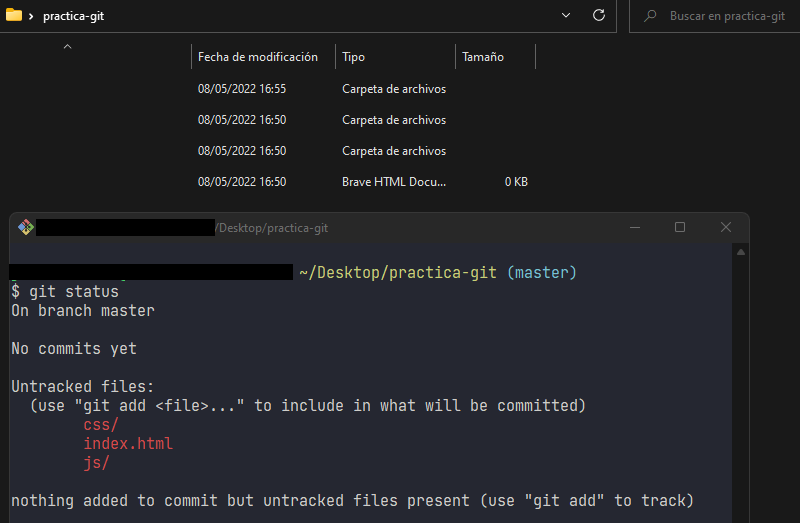 practica-git
Buscar en practica-git
Fecha de modificación Tipo Tamaño
08/05/2022 16:55 Carpeta de archivos
08/05/2022 16:50 Carpeta de archivos
08/05/2022 16:50 Carpeta de archivos
08/05/2022 16:50 Brave HTML Docu... 0 KB
/Desktop/practica-git
~/Desktop/practica-git (master)
$ git status
On branch master
No commits yet
Untracked files:
(use "git add <file>..." to include in what will be committed)
css/
index.html
js/
nothing added to commit but untracked files present (use "git add" to track)